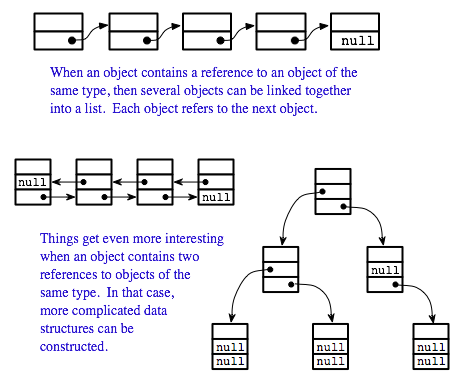 null
When an object contains a reference to an object of the
same type, then several objects can be linked together
into a list.  Each object refers to the next object.
null
null
Things get even more interesting
when an object contains two
references to objects of the
same type.  In that case,
more complicated data
structures can be
constructed.
null
null
null
null
null
null
null